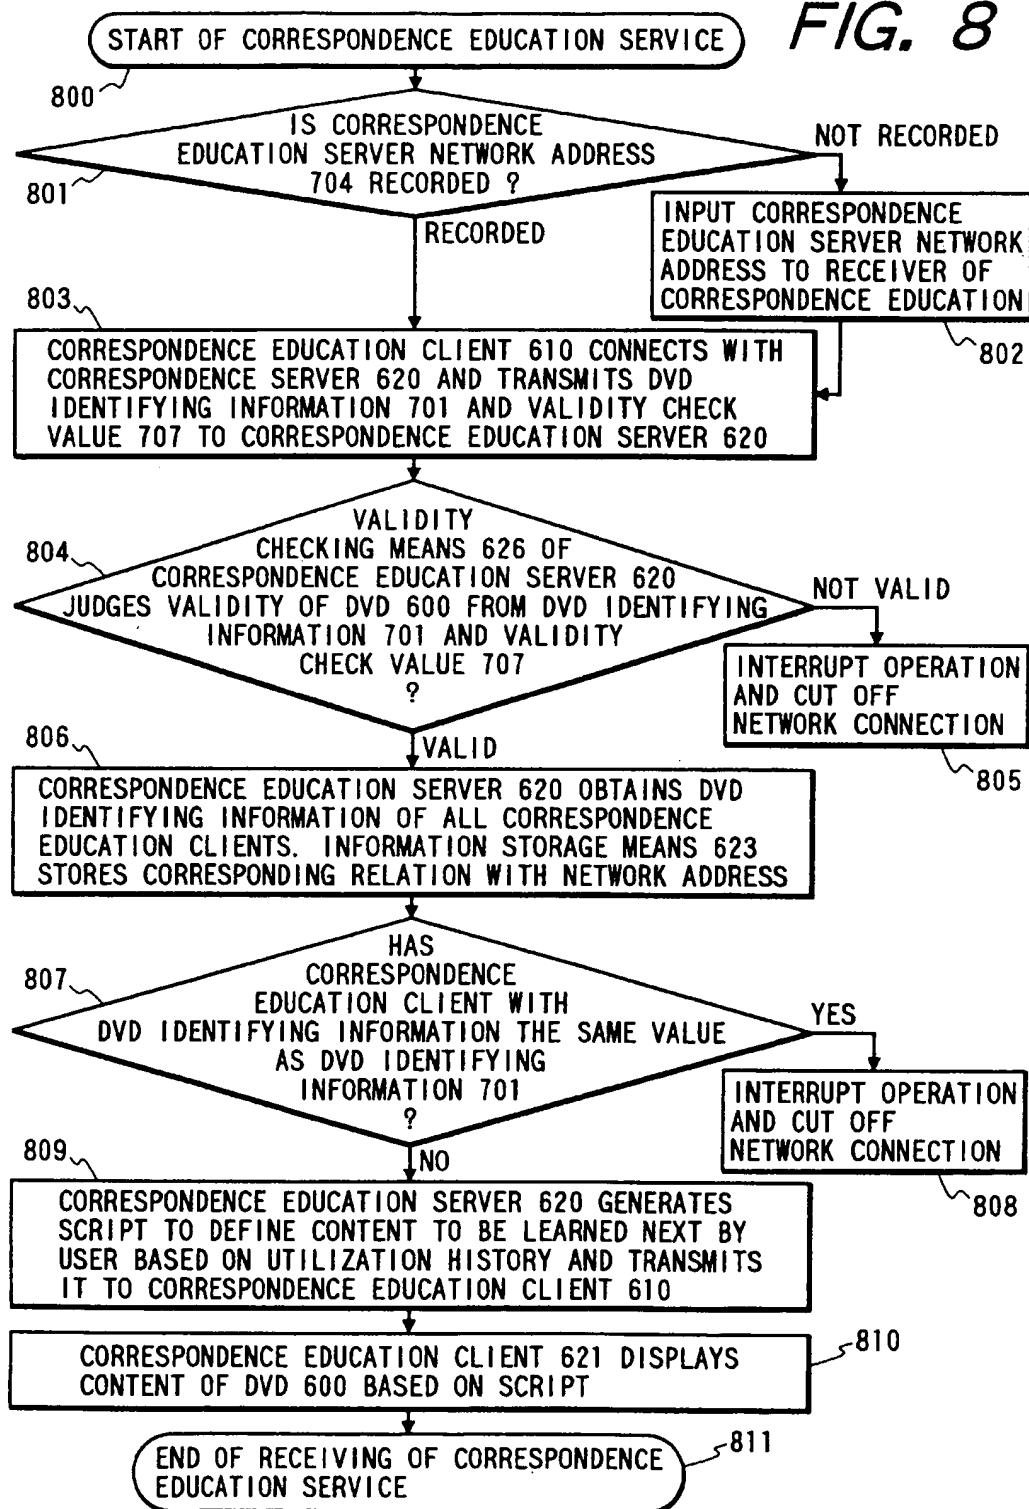 FIG. 8
START OF CORRESPONDENCE EDUCATION SERVICE
800
IS CORRESPONDENCE
EDUCATION SERVER NETWORK ADDRESS
704 RECORDED ?
801
NOT RECORDED
RECORDED
INPUT CORRESPONDENCE
EDUCATION SERVER NETWORK
ADDRESS TO RECEIVER OF
CORRESPONDENCE EDUCATION
802
803
CORRESPONDENCE EDUCATION CLIENT 610 CONNECTS WITH
CORRESPONDENCE SERVER 620 AND TRANSMITS DVD
IDENTIFYING INFORMATION 701 AND VALIDITY CHECK
VALUE 707 TO CORRESPONDENCE EDUCATION SERVER 620
804
VALIDITY
CHECKING MEANS 626 OF
CORRESPONDENCE EDUCATION SERVER 620
JUDGES VALIDITY OF DVD 600 FROM DVD IDENTIFYING
INFORMATION 701 AND VALIDITY
CHECK VALUE 707
?
NOT VALID
INTERRUPT OPERATION
AND CUT OFF
NETWORK CONNECTION
805
VALID
806
CORRESPONDENCE EDUCATION SERVER 620 OBTAINS DVD
IDENTIFYING INFORMATION OF ALL CORRESPONDENCE
EDUCATION CLIENTS. INFORMATION STORAGE MEANS 623
STORES CORRESPONDING RELATION WITH NETWORK ADDRESS
807
HAS
CORRESPONDENCE
EDUCATION CLIENT WITH
DVD IDENTIFYING INFORMATION THE SAME VALUE
AS DVD IDENTIFYING
INFORMATION 701
?
YES
INTERRUPT OPERATION
AND CUT OFF
NETWORK CONNECTION
808
NO
809
CORRESPONDENCE EDUCATION SERVER 620 GENERATES
SCRIPT TO DEFINE CONTENT TO BE LEARNED NEXT BY
USER BASED ON UTILIZATION HISTORY AND TRANSMITS
IT TO CORRESPONDENCE EDUCATION CLIENT 610
810
CORRESPONDENCE EDUCATION CLIENT 621 DISPLAYS
CONTENT OF DVD 600 BASED ON SCRIPT
811
END OF RECEIVING OF CORRESPONDENCE
EDUCATION SERVICE